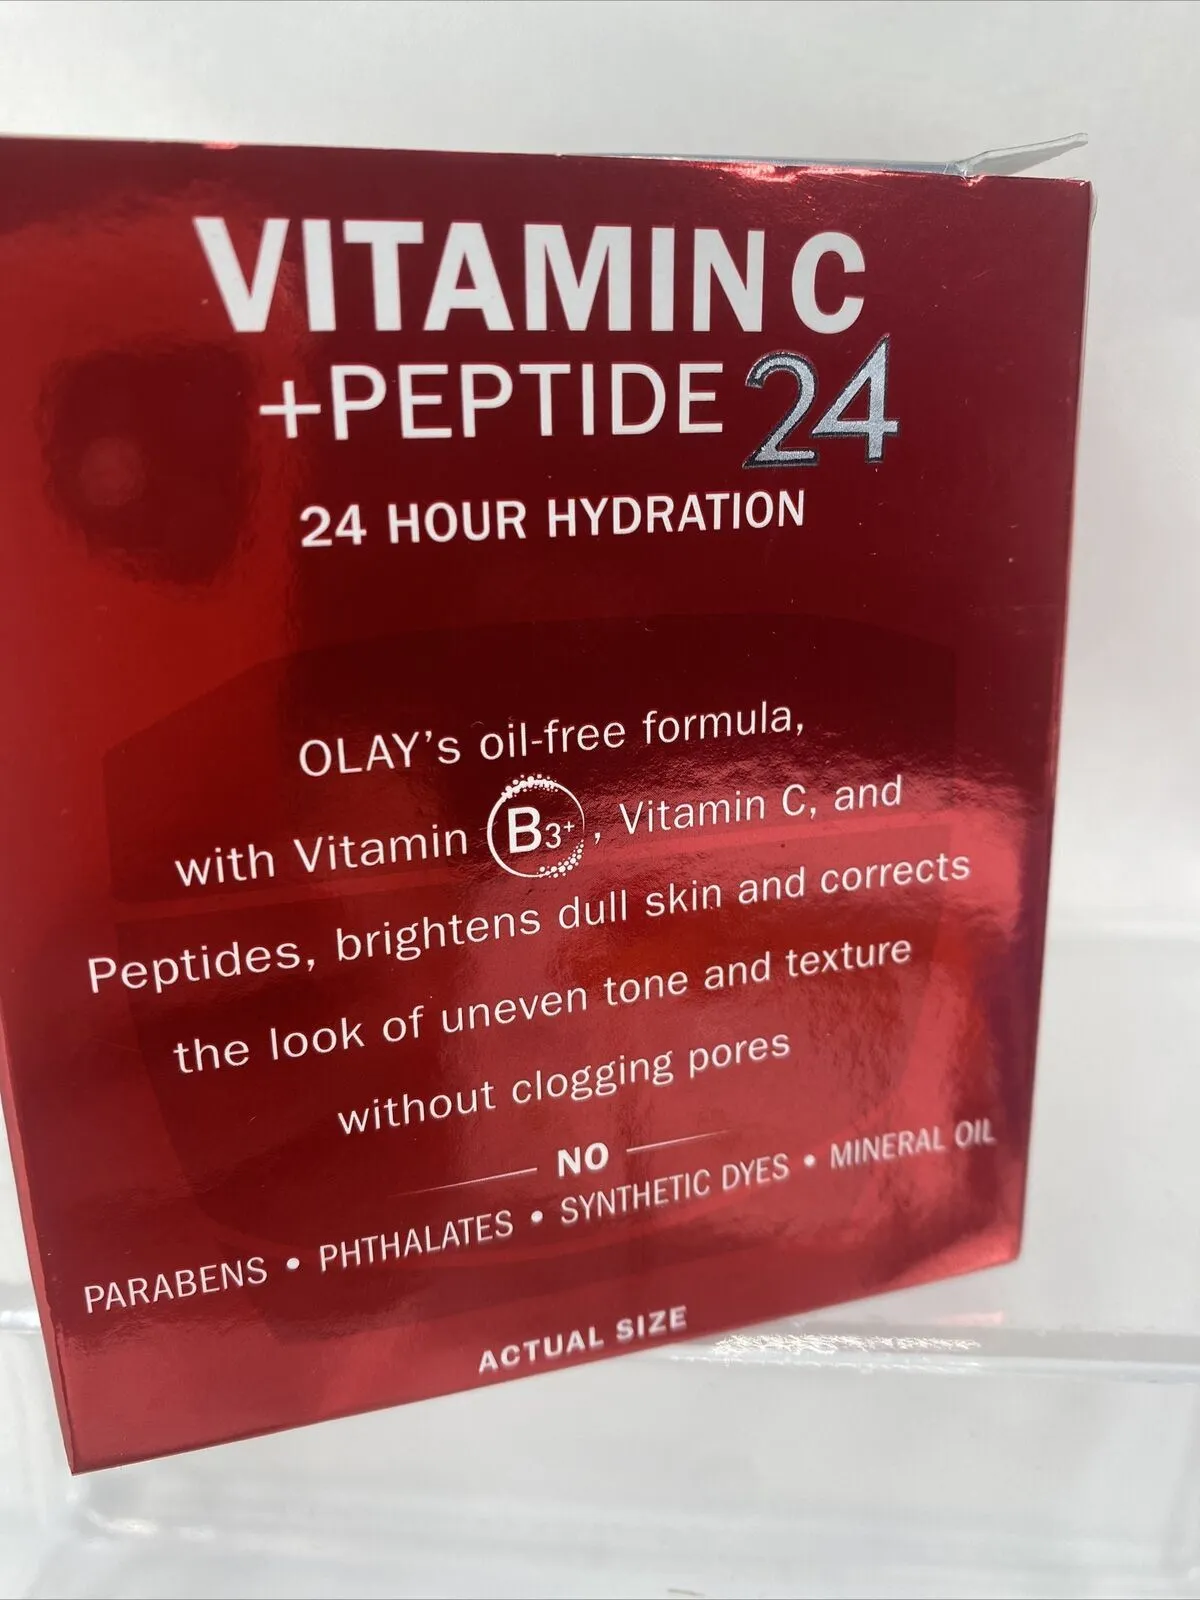 VITAMIN C
+PEPTIDE 24
24 HOUR HYDRATION
OLAY's oil-free formula,
with Vitamin B3+, Vitamin C, and
Peptides, brightens dull skin and corrects
the look of uneven tone and texture
without clogging pores
NO
PARABENS • PHTHALATES • SYNTHETIC DYES • MINERAL OIL
ACTUAL SIZE